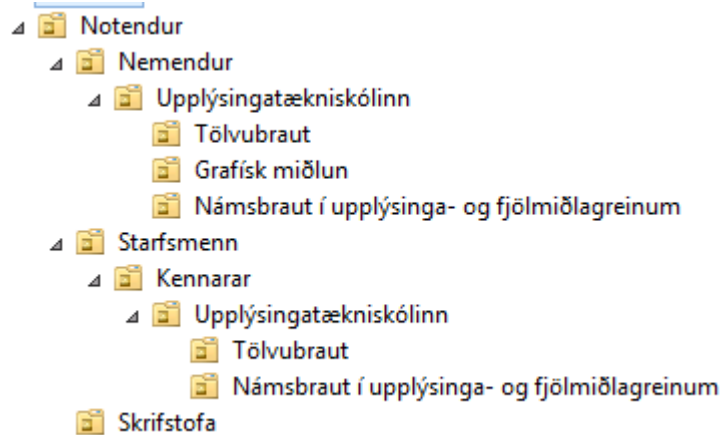 Notendur
Nemendur
Upplýsingatækniskólinn
Tölvubraut
Grafísk miðlun
Námsbraut í upplýsinga- og fjölmiðlagreinum
Starfsmenn
Kennarar
Upplýsingatækniskólinn
Tölvubraut
Námsbraut í upplýsinga- og fjölmiðlagreinum
Skrifstofa